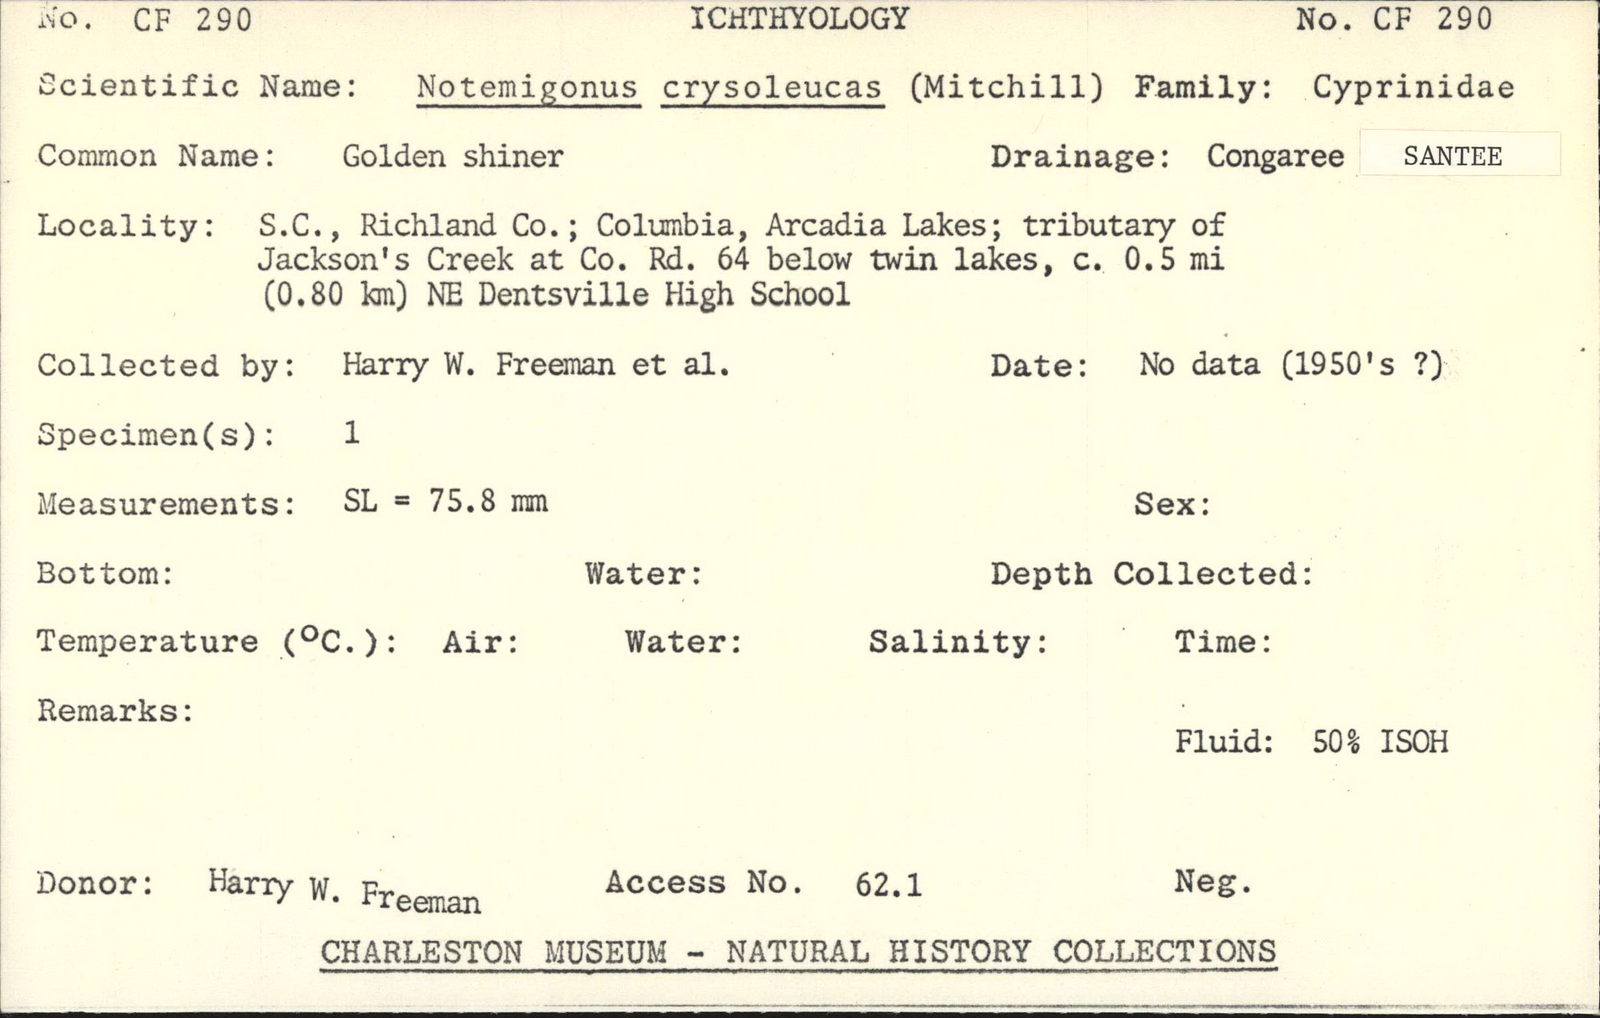 No. CF 290 ICHTHYOLOGY No. CF 290
Scientific Name: Notemigonus crysoleucas (Mitchill) Family: Cyprinidae
Common Name: Golden shiner Drainage: Congaree SANTEE
Locality: S.C., Richland Co.; Columbia, Arcadia Lakes; tributary of
Jackson's Creek at Co. Rd. 64 below twin lakes, c. 0.5 mi
(0.80 km) NE Dentsville High School
Collected by: Harry W. Freeman et al. Date: No data (1950's ?)
Specimen(s): 1
Measurements: SL = 75.8 mm Sex:
Bottom: Water: Depth Collected:
Temperature (°C.): Air: Water: Salinity: Time:
Remarks:
Fluid: 50% ISOH
Donor: Harry W. Freeman Access No. 62.1 Neg.
CHARLESTON MUSEUM - NATURAL HISTORY COLLECTIONS